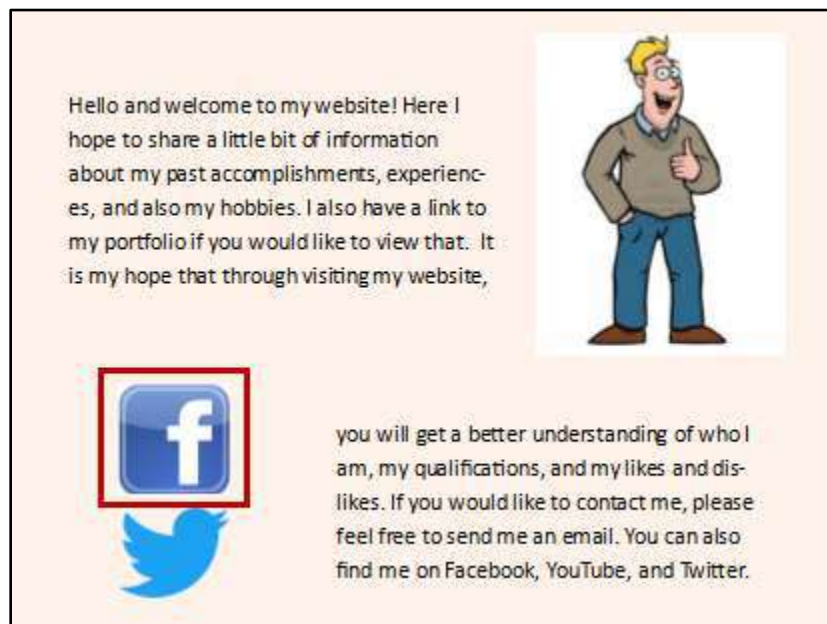 Hello and welcome to my website! Here I
hope to share a little bit of information
about my past accomplishments, experienc-
es, and also my hobbies. I also have a link to
my portfolio if you would like to view that.  It
is my hope that through visiting my website,
f
you will get a better understanding of who I
am, my qualifications, and my likes and dis-
likes. If you would like to contact me, please
feel free to send me an email. You can also
find me on Facebook, YouTube, and Twitter.